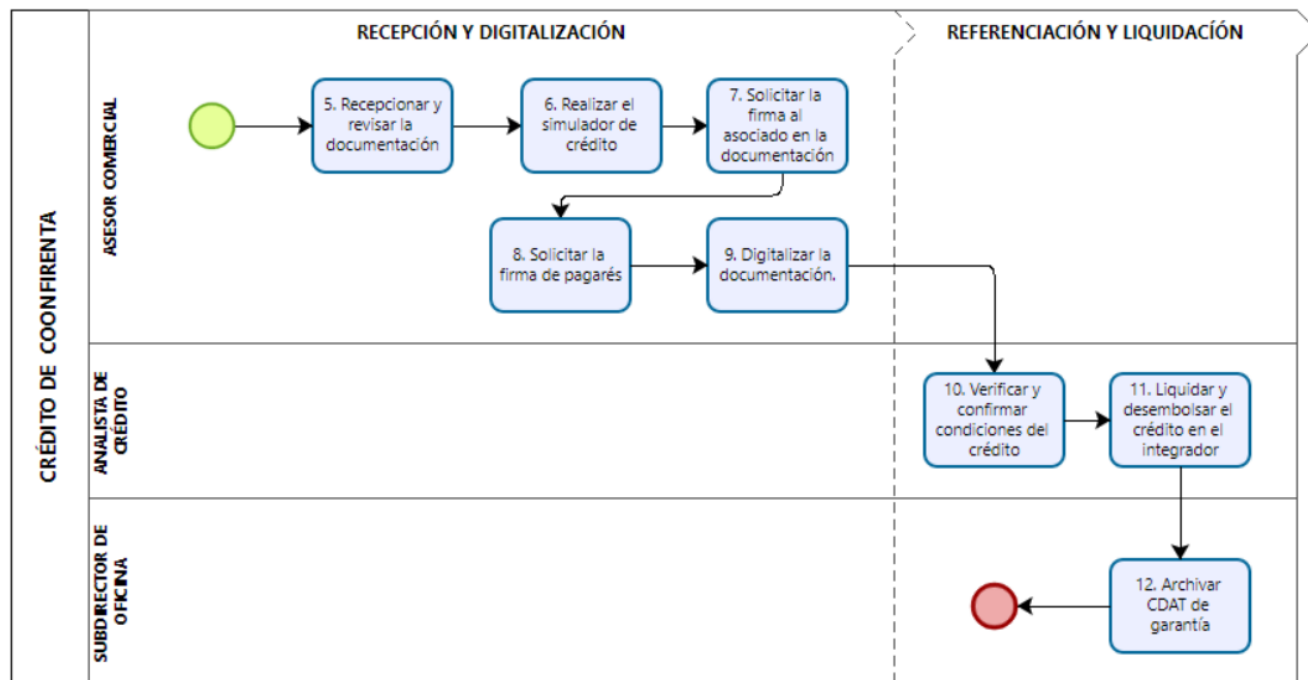 RECEPCIÓN Y DIGITALIZACIÓN
REFERENCIACIÓN Y LIQUIDACÍÓN
CRÉDITO DE COONFIRENTA
ASESOR COMERCIAL
5. Recepcionar y
revisar la
documentación
6. Realizar el
simulador de
crédito
7. Solicitar la
firma al
asociado en la
documentación
8. Solicitar la
firma de pagarés
9. Digitalizar la
documentación.
ANALISTA DE
CRÉDITO
10. Verificar y
confirmar
condiciones del
crédito
11. Liquidar y
desembolsar el
crédito en el
integrador
SUBDIRECTOR DE
OFICINA
12. Archivar
CDAT de
garantía